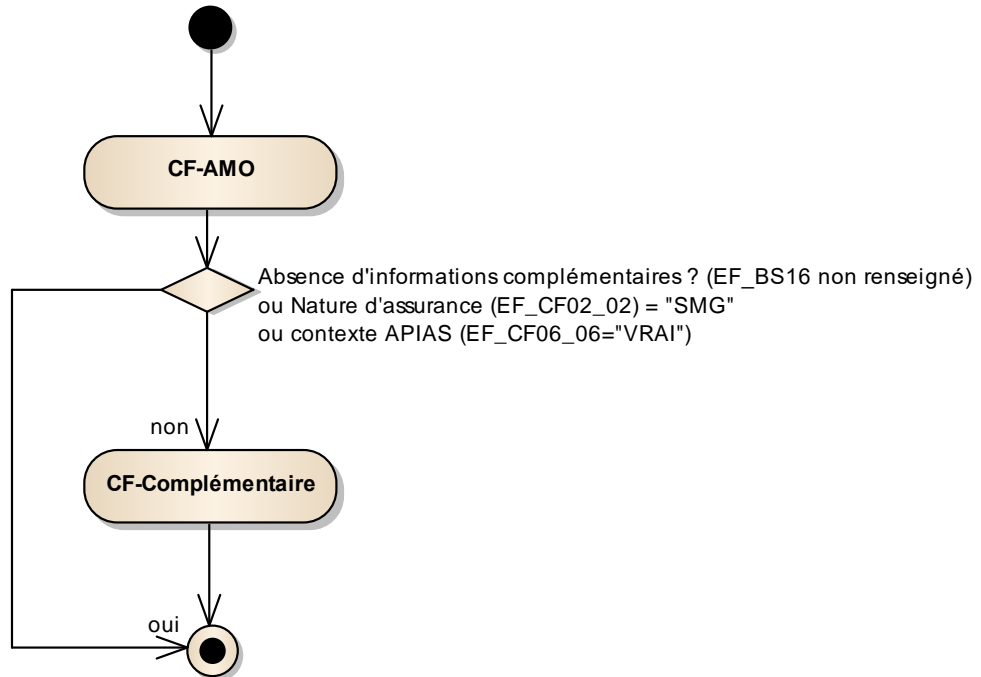 CF-AMO
Absence d'informations complémentaires ? (EF_BS16 non renseigné)
ou Nature d'assurance (EF_CF02_02) = "SMG"
ou contexte APIAS (EF_CF06_06="VRAI")
non
CF-Complémentaire
oui